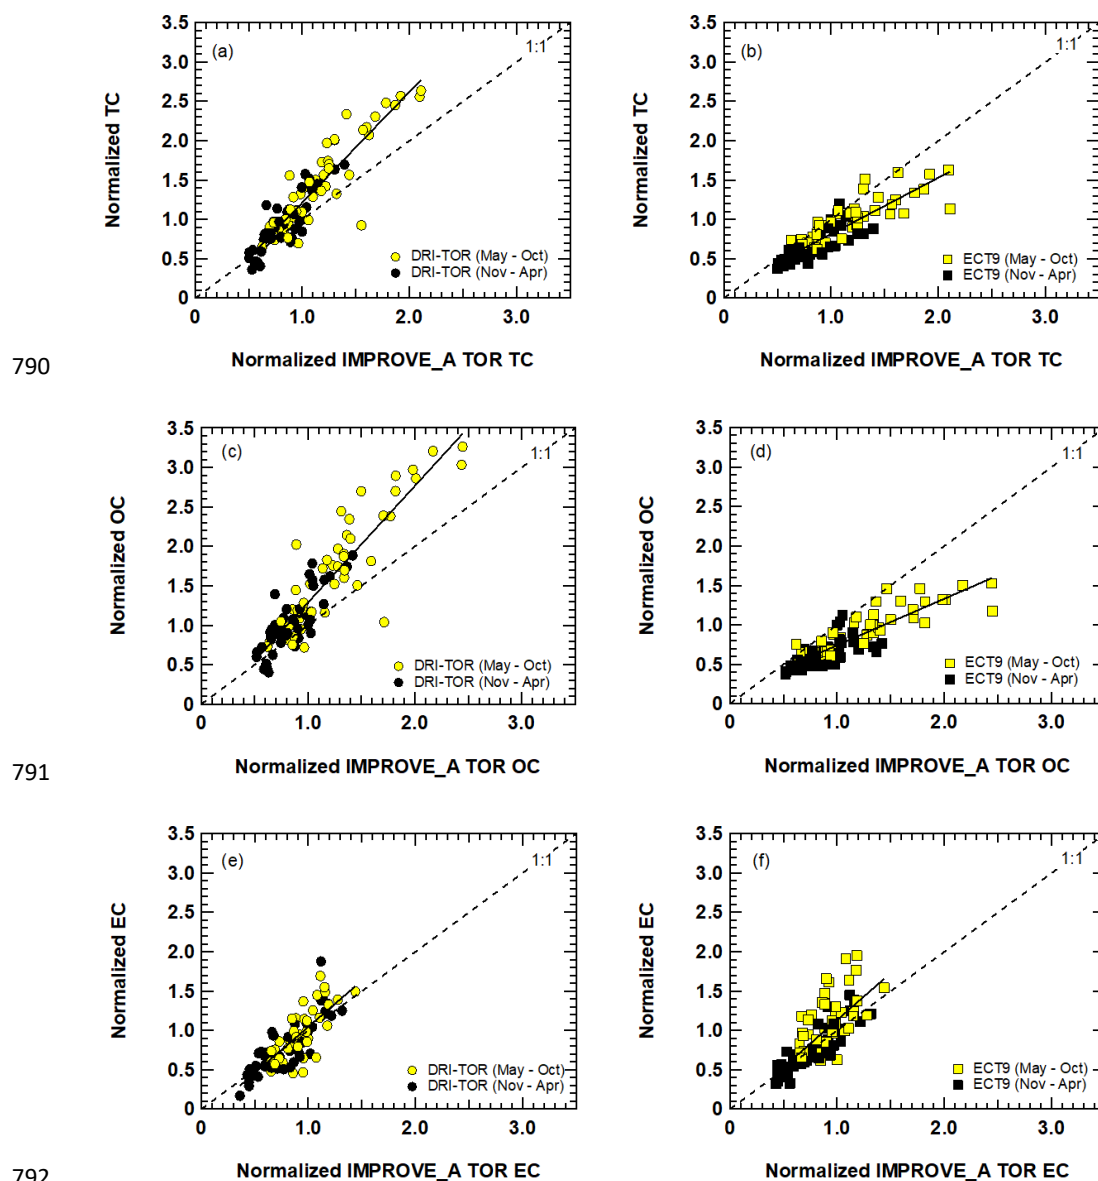 3.5
(a)
1:1
3.0
2.5
2.0
1.5
1.0
0.5
0
Normalized TC
DRI-TOR (May - Oct)
DRI-TOR (Nov - Apr)
0 1.0 2.0 3.0
Normalized IMPROVE_A TOR TC
3.5
(b)
1:1
3.0
2.5
2.0
1.5
1.0
0.5
0
Normalized TC
ECT9 (May - Oct)
ECT9 (Nov - Apr)
0 1.0 2.0 3.0
Normalized IMPROVE_A TOR TC
790
3.5
(c)
1:1
3.0
2.5
2.0
1.5
1.0
0.5
0
Normalized OC
DRI-TOR (May - Oct)
DRI-TOR (Nov - Apr)
0 1.0 2.0 3.0
Normalized IMPROVE_A TOR OC
3.5
(d)
1:1
3.0
2.5
2.0
1.5
1.0
0.5
0
Normalized OC
ECT9 (May - Oct)
ECT9 (Nov - Apr)
0 1.0 2.0 3.0
Normalized IMPROVE_A TOR OC
791
3.5
(e)
1:1
3.0
2.5
2.0
1.5
1.0
0.5
0
Normalized EC
DRI-TOR (May - Oct)
DRI-TOR (Nov - Apr)
0 1.0 2.0 3.0
Normalized IMPROVE_A TOR EC
3.5
(f)
1:1
3.0
2.5
2.0
1.5
1.0
0.5
0
Normalized EC
ECT9 (May - Oct)
ECT9 (Nov - Apr)
0 1.0 2.0 3.0
Normalized IMPROVE_A TOR EC
792